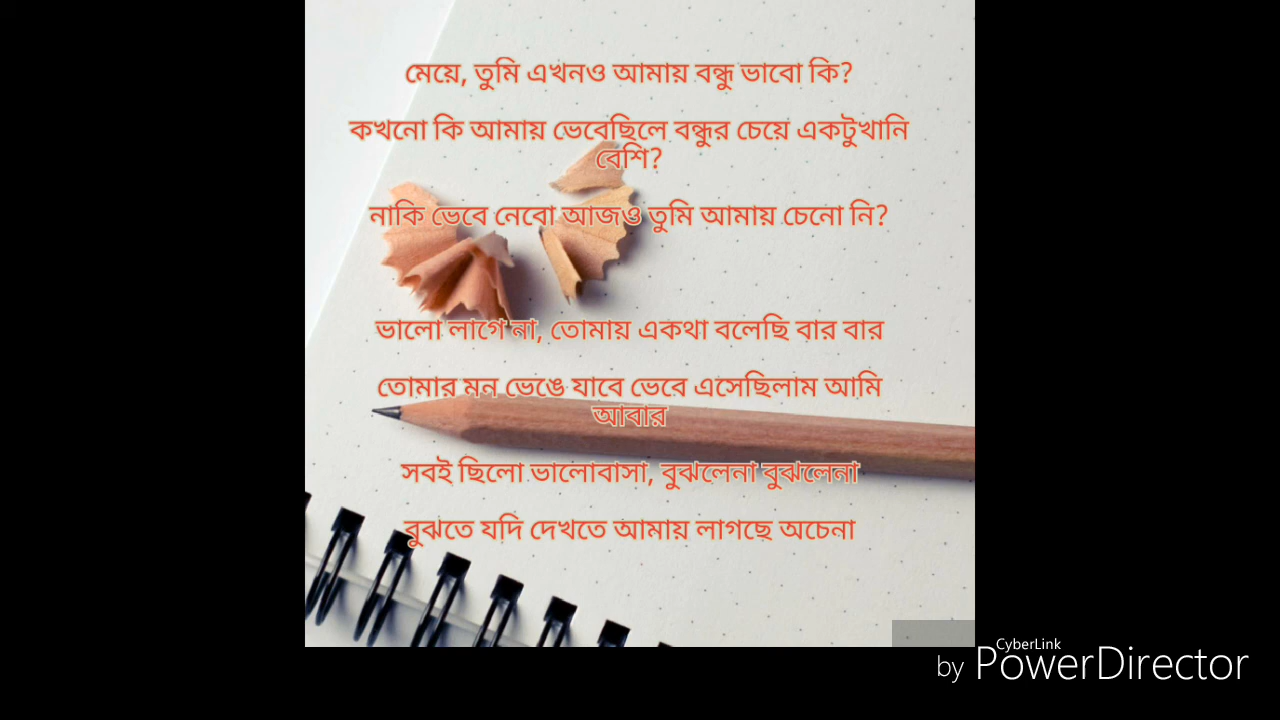 মেয়ে, তুমি এখনও আমায় বন্ধু ভাবো কি?
কখনো কি আমায় ভেবেছিলে বন্ধুর চেয়ে একটুখানি
বেশি?
নাকি ভেবে নেবো আজও তুমি আমায় চেনো নি?
ভালো লাগে না, তোমায় একথা বলেছি বার বার
তোমার মন ভেঙে যাবে ভেবে এসেছিলাম আমি
আবার
সবই ছিলো ভালোবাসা, বুঝলেনা বুঝলেনা
বুঝতে যদি দেখতে আমায় লাগছে অচেনা
CyberLink
by PowerDirector